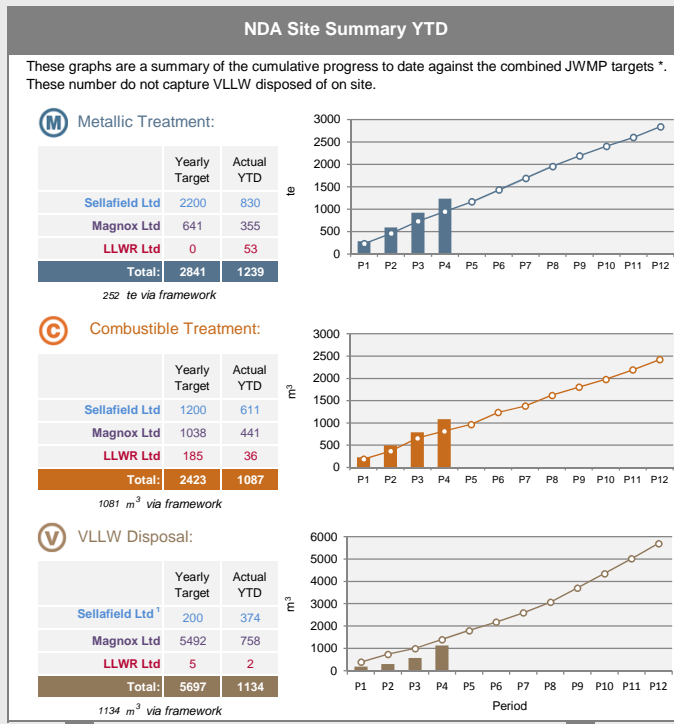 NDA Site Summary YTD
These graphs are a summary of the cumulative progress to date against the combined JWMP targets *.
These number do not capture VLLW disposed of on site.
M Metallic Treatment:
Yearly Target Actual YTD
Sellafield Ltd 2200 830
Magnox Ltd 641 355
LLWR Ltd 0 53
Total: 2841 1239
252 te via framework
te
3000
2500
2000
1500
1000
500
0
P1 P2 P3 P4 P5 P6 P7 P8 P9 P10 P11 P12
C Combustible Treatment:
Yearly Target Actual YTD
Sellafield Ltd 1200 611
Magnox Ltd 1038 441
LLWR Ltd 185 36
Total: 2423 1087
1081 m³ via framework
m³
3000
2500
2000
1500
1000
500
0
P1 P2 P3 P4 P5 P6 P7 P8 P9 P10 P11 P12
V VLLW Disposal:
Yearly Target Actual YTD
Sellafield Ltd ¹ 200 374
Magnox Ltd 5492 758
LLWR Ltd 5 2
Total: 5697 1134
1134 m³ via framework
m³
6000
5000
4000
3000
2000
1000
0
P1 P2 P3 P4 P5 P6 P7 P8 P9 P10 P11 P12
Period